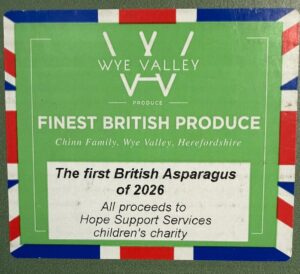 WYE VALLEY
PRODUCE
FINEST BRITISH PRODUCE
Chinn Family, Wye Valley, Herefordshire
The first British Asparagus
of 2026
All proceeds to
Hope Support Services
children's charity